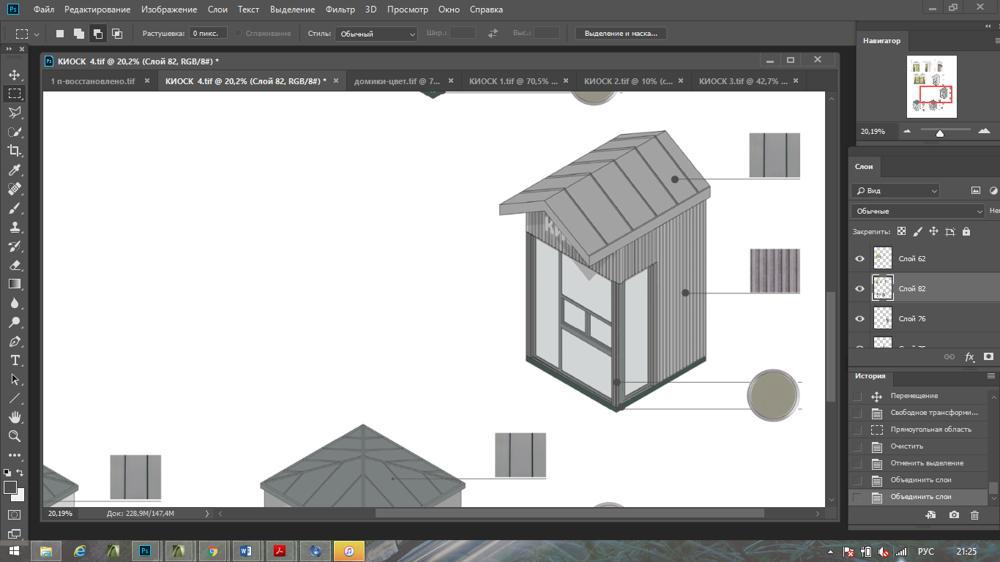 Ps Файл Редактирование Изображение Слои Текст Выделение Фильтр 3D Просмотр Окно Справка
Растушевка: 0 пикс. Сглаживание Стиль: Обычный Шир.: Выс.: Выделение и маска...
Ps КИОСК 4.tif @ 20,2% (Слой 82, RGB/8#) *
1 п-восстановлено.tif × КИОСК 4.tif @ 20,2% (Слой 82, RGB/8#) * × домики-цвет.tif @ 7... × КИОСК 1.tif @ 70,5% ... × КИОСК 2.tif @ 10% (с... × КИОСК 3.tif @ 42,7% ... ×
Навигатор
20,19%
Слои
Вид
Обычные
Закрепить:
Слой 62
Слой 82
Слой 76
fx
История
Перемещение
Свободное трансформи...
Прямоугольная область
Очистить
Отменить выделение
Объединить слои
Объединить слои
20,19% Док: 228,9M/147,4M
Ps
РУС 21:25